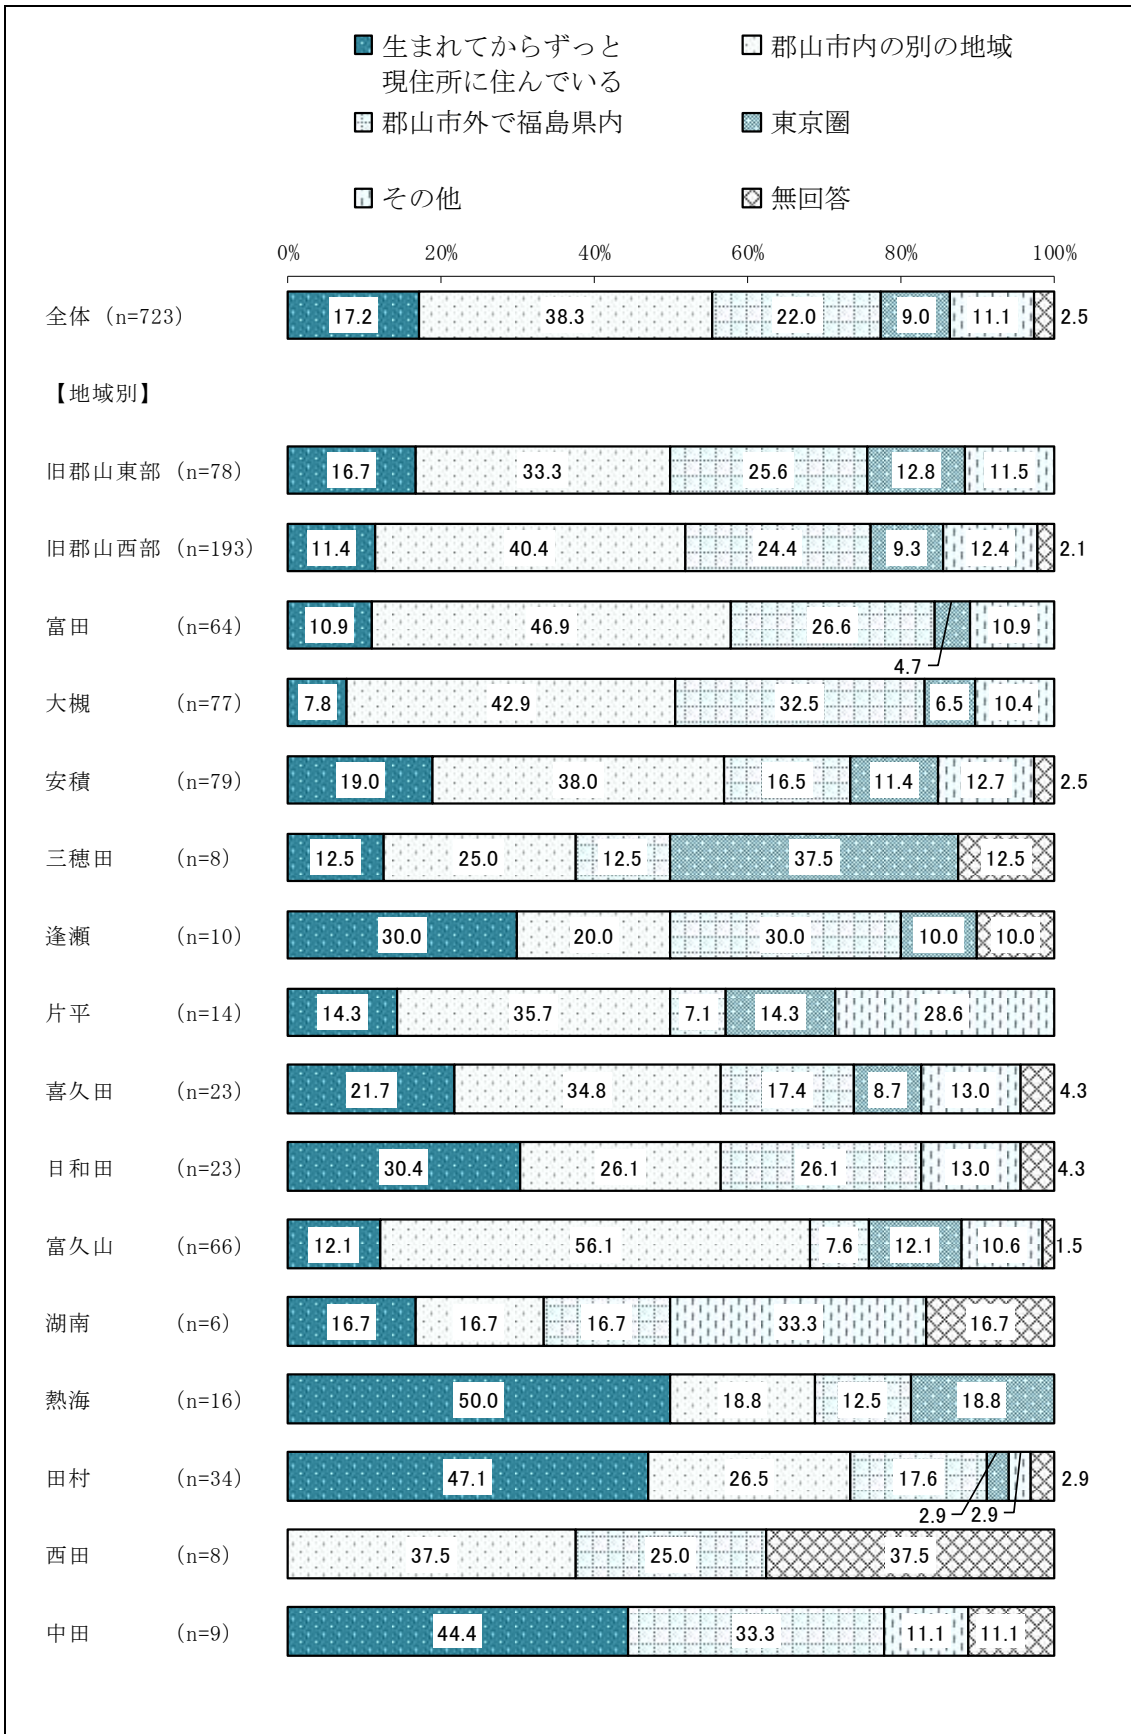 生まれてからずっと
現住所に住んでいる
郡山市内の別の地域
郡山市外で福島県内
東京圏
その他
無回答
0% 20% 40% 60% 80% 100%
全体 (n=723) 17.2 38.3 22.0 9.0 11.1 2.5
【地域別】
旧郡山東部 (n=78) 16.7 33.3 25.6 12.8 11.5
旧郡山西部 (n=193) 11.4 40.4 24.4 9.3 12.4 2.1
富田 (n=64) 10.9 46.9 26.6 4.7 10.9
大槻 (n=77) 7.8 42.9 32.5 6.5 10.4
安積 (n=79) 19.0 38.0 16.5 11.4 12.7 2.5
三穂田 (n=8) 12.5 25.0 12.5 37.5 12.5
逢瀬 (n=10) 30.0 20.0 30.0 10.0 10.0
片平 (n=14) 14.3 35.7 7.1 14.3 28.6
喜久田 (n=23) 21.7 34.8 17.4 8.7 13.0 4.3
日和田 (n=23) 30.4 26.1 26.1 13.0 4.3
富久山 (n=66) 12.1 56.1 7.6 12.1 10.6 1.5
湖南 (n=6) 16.7 16.7 16.7 33.3 16.7
熱海 (n=16) 50.0 18.8 12.5 18.8
田村 (n=34) 47.1 26.5 17.6 2.9 2.9 2.9
西田 (n=8) 37.5 25.0 37.5
中田 (n=9) 44.4 33.3 11.1 11.1